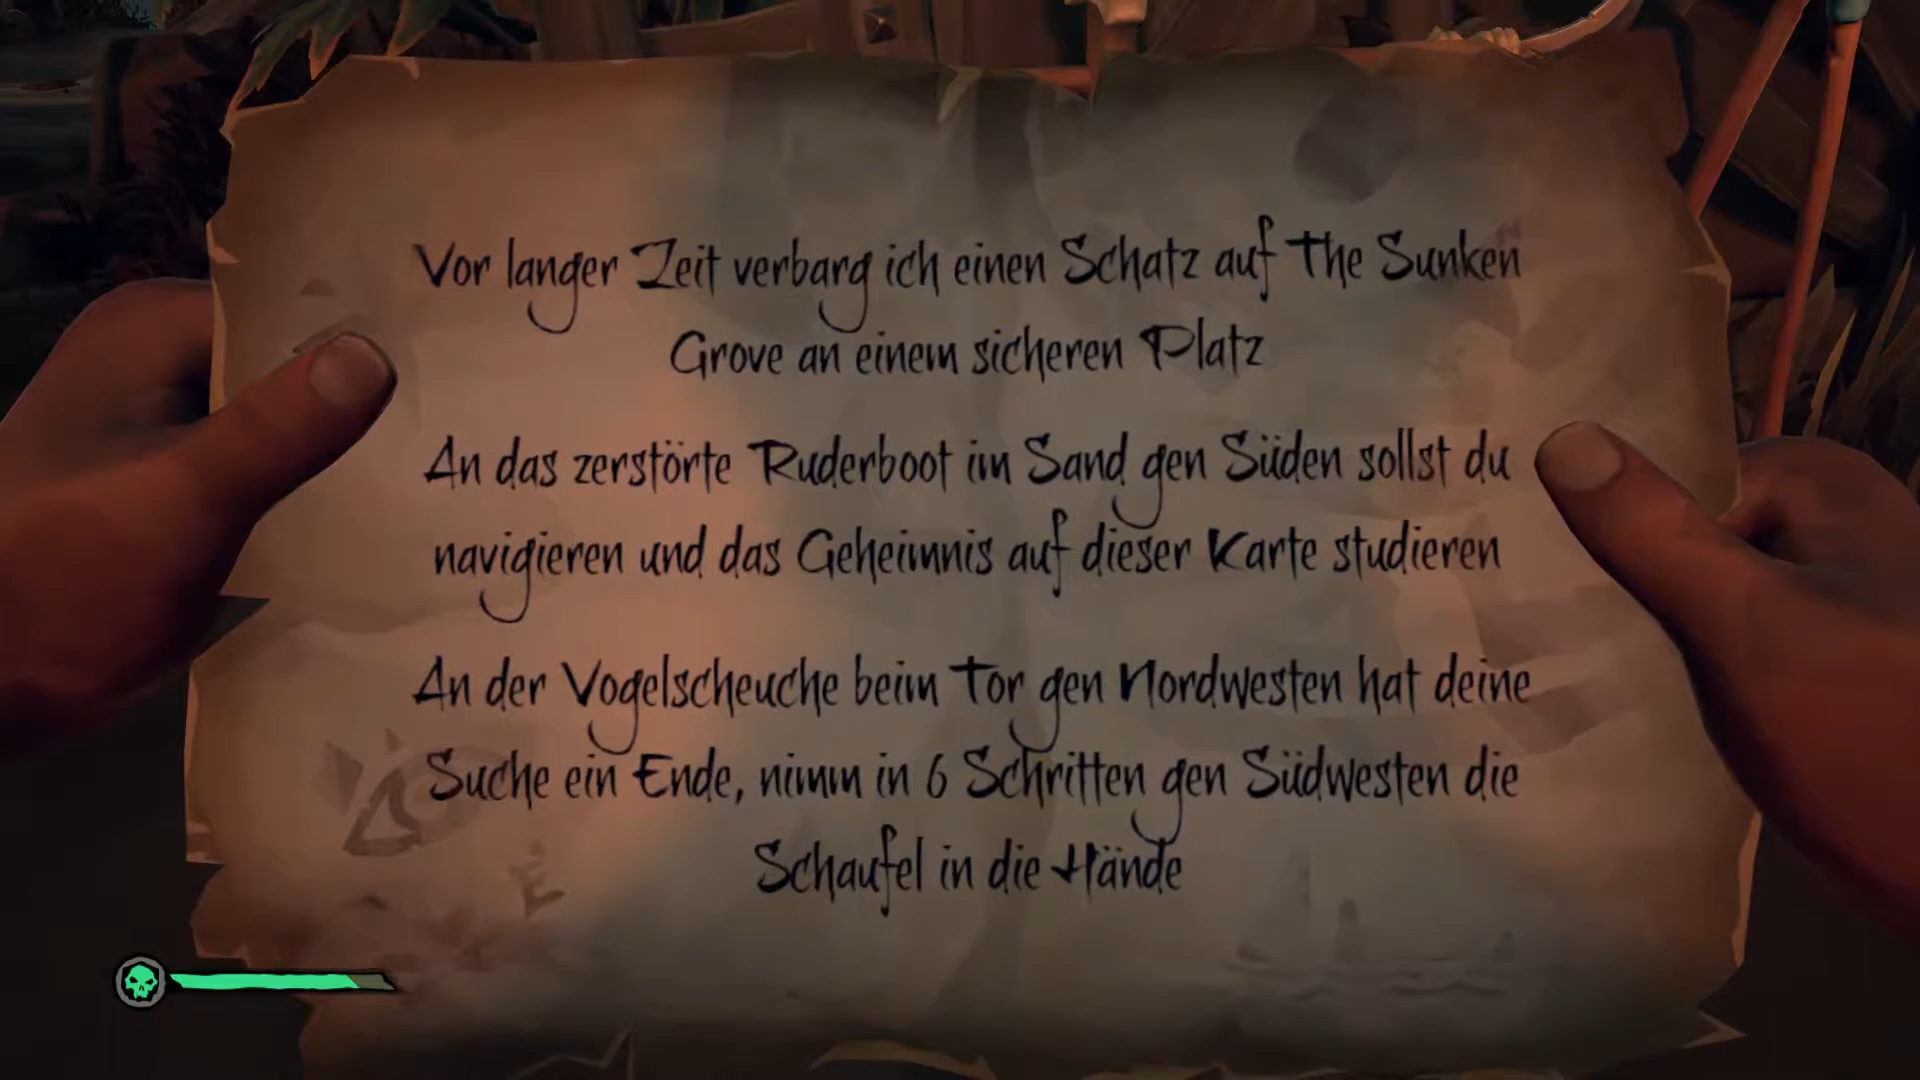 Vor langer Zeit verbarg ich einen Schatz auf The Sunken
Grove an einem sicheren Platz
An das zerstörte Ruderboot im Sand gen Süden sollst du
navigieren und das Geheimnis auf dieser Karte studieren
An der Vogelscheuche beim Tor gen Nordwesten hat deine
Suche ein Ende, nimm in 6 Schritten gen Südwesten die
Schaufel in die Hände